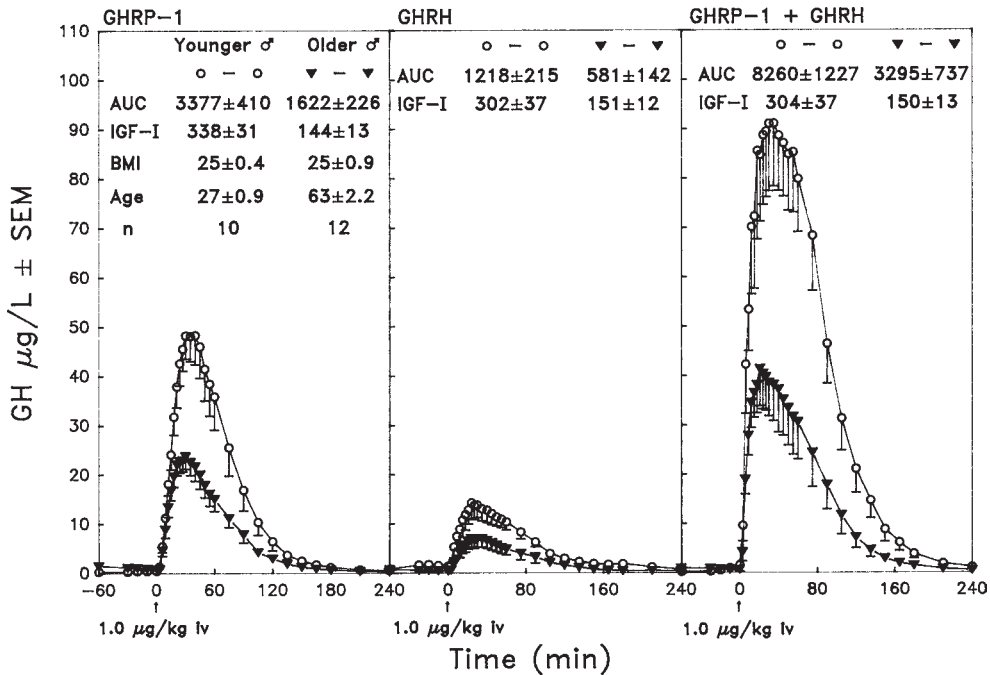 GHRP-1 GHRH GHRP-1 + GHRH
Younger ♂ Older ♂
AUC 3377±410 1622±226
IGF-I 338±31 144±13
BMI 25±0.4 25±0.9
Age 27±0.9 63±2.2
n 10 12
AUC 1218±215 581±142
IGF-I 302±37 151±12
AUC 8260±1227 3295±737
IGF-I 304±37 150±13
GH μg/L ± SEM
110
100
90
80
70
60
50
40
30
20
10
0
-60 0 60 120 180 240 0 80 160 240 0 80 160 240
1.0 μg/kg iv 1.0 μg/kg iv 1.0 μg/kg iv
Time (min)